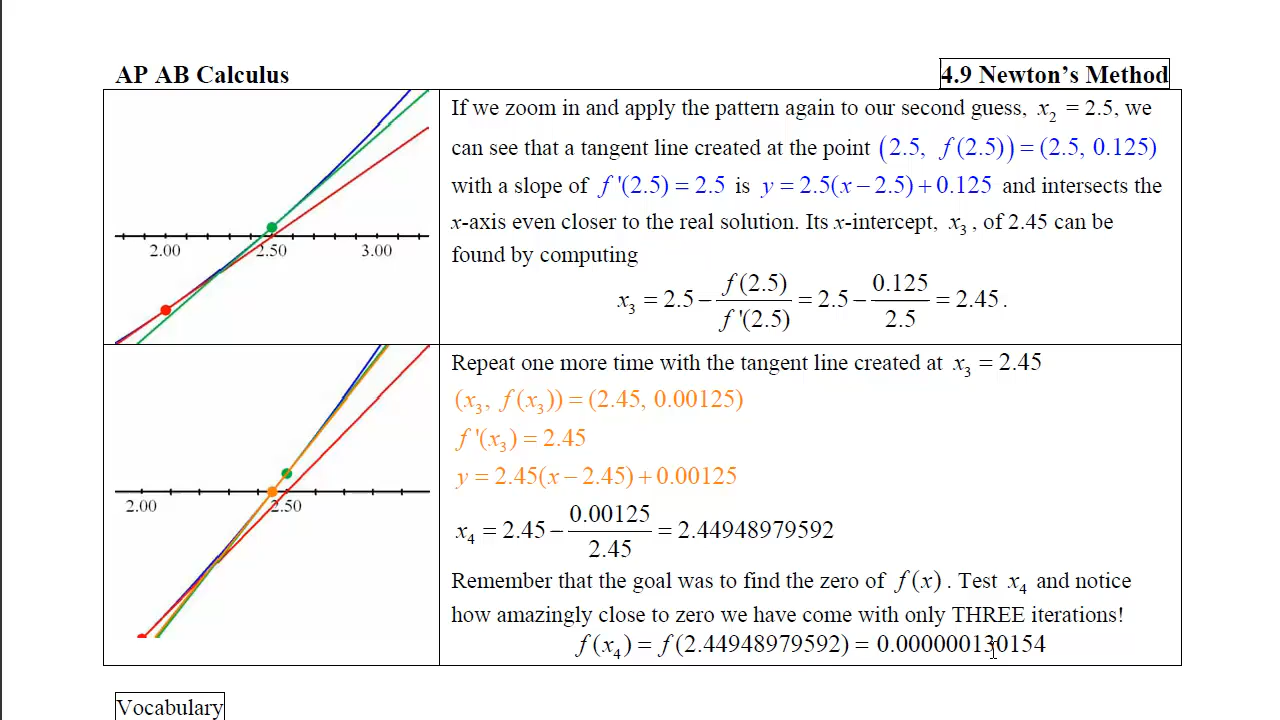 AP AB Calculus
4.9 Newton's Method
2.00 2.50 3.00
If we zoom in and apply the pattern again to our second guess, x₂ = 2.5, we
can see that a tangent line created at the point (2.5, f(2.5)) = (2.5, 0.125)
with a slope of f '(2.5) = 2.5 is y = 2.5(x − 2.5) + 0.125 and intersects the
x-axis even closer to the real solution. Its x-intercept, x₃, of 2.45 can be
found by computing
x₃ = 2.5 − f(2.5)/f '(2.5) = 2.5 − 0.125/2.5 = 2.45.
2.00 2.50
Repeat one more time with the tangent line created at x₃ = 2.45
(x₃, f(x₃)) = (2.45, 0.00125)
f '(x₃) = 2.45
y = 2.45(x − 2.45) + 0.00125
x₄ = 2.45 − 0.00125/2.45 = 2.44948979592
Remember that the goal was to find the zero of f(x). Test x₄ and notice
how amazingly close to zero we have come with only THREE iterations!
f(x₄) = f(2.44948979592) = 0.000000130154
Vocabulary